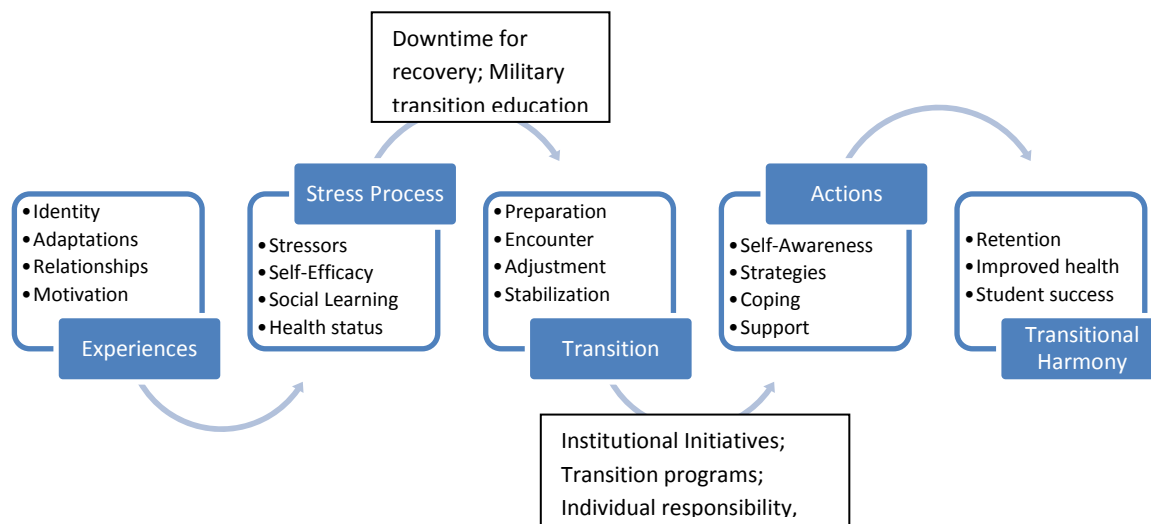 Downtime for
recovery; Military
transition education
Experiences
• Identity
• Adaptations
• Relationships
• Motivation
Stress Process
• Stressors
• Self-Efficacy
• Social Learning
• Health status
Transition
• Preparation
• Encounter
• Adjustment
• Stabilization
Actions
• Self-Awareness
• Strategies
• Coping
• Support
Transitional
Harmony
• Retention
• Improved health
• Student success
Institutional Initiatives;
Transition programs;
Individual responsibility,